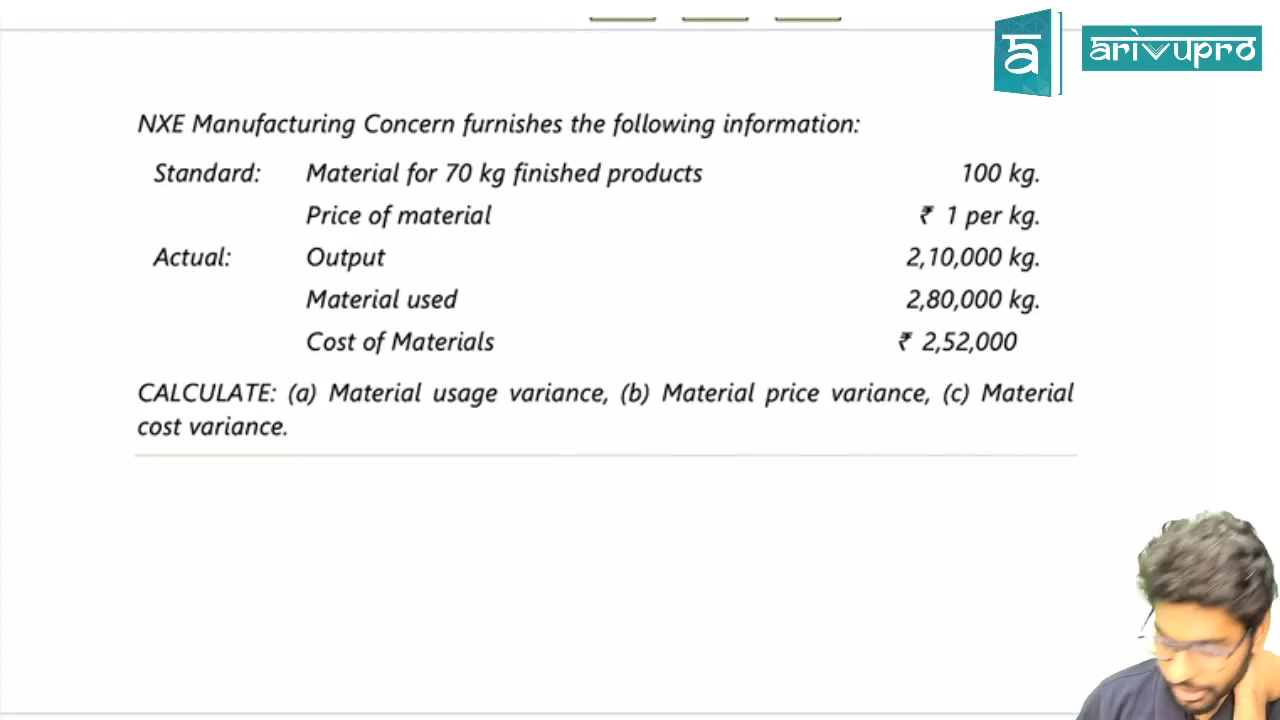 arivupro
NXE Manufacturing Concern furnishes the following information:
Standard: Material for 70 kg finished products 100 kg.
Price of material ₹ 1 per kg.
Actual: Output 2,10,000 kg.
Material used 2,80,000 kg.
Cost of Materials ₹ 2,52,000
CALCULATE: (a) Material usage variance, (b) Material price variance, (c) Material
cost variance.